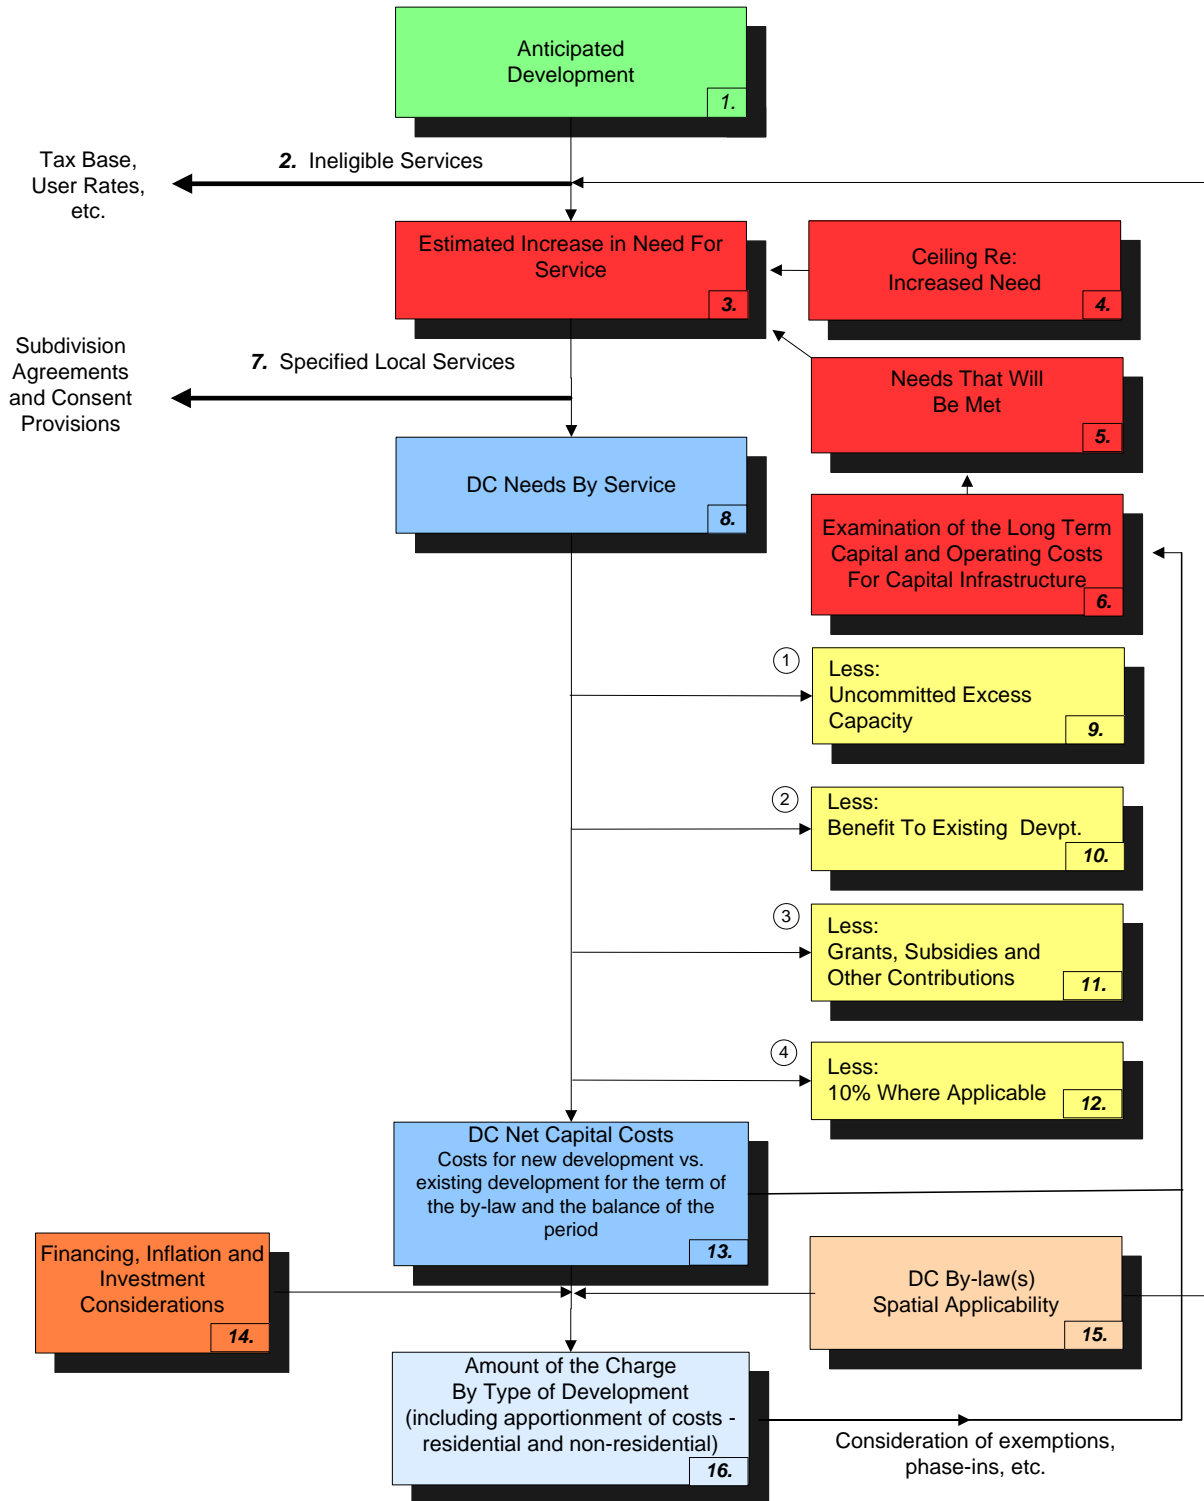 Anticipated
Development
1.
Tax Base,
User Rates,
etc.
2. Ineligible Services
Estimated Increase in Need For
Service
3.
Ceiling Re:
Increased Need
4.
Subdivision
Agreements
and Consent
Provisions
7. Specified Local Services
Needs That Will
Be Met
5.
DC Needs By Service
8.
Examination of the Long Term
Capital and Operating Costs
For Capital Infrastructure
6.
1
Less:
Uncommitted Excess
Capacity
9.
2
Less:
Benefit To Existing Devpt.
10.
3
Less:
Grants, Subsidies and
Other Contributions
11.
4
Less:
10% Where Applicable
12.
DC Net Capital Costs
Costs for new development vs.
existing development for the term of
the by-law and the balance of the
period
13.
Financing, Inflation and
Investment
Considerations
14.
DC By-law(s)
Spatial Applicability
15.
Amount of the Charge
By Type of Development
(including apportionment of costs -
residential and non-residential)
16.
Consideration of exemptions,
phase-ins, etc.